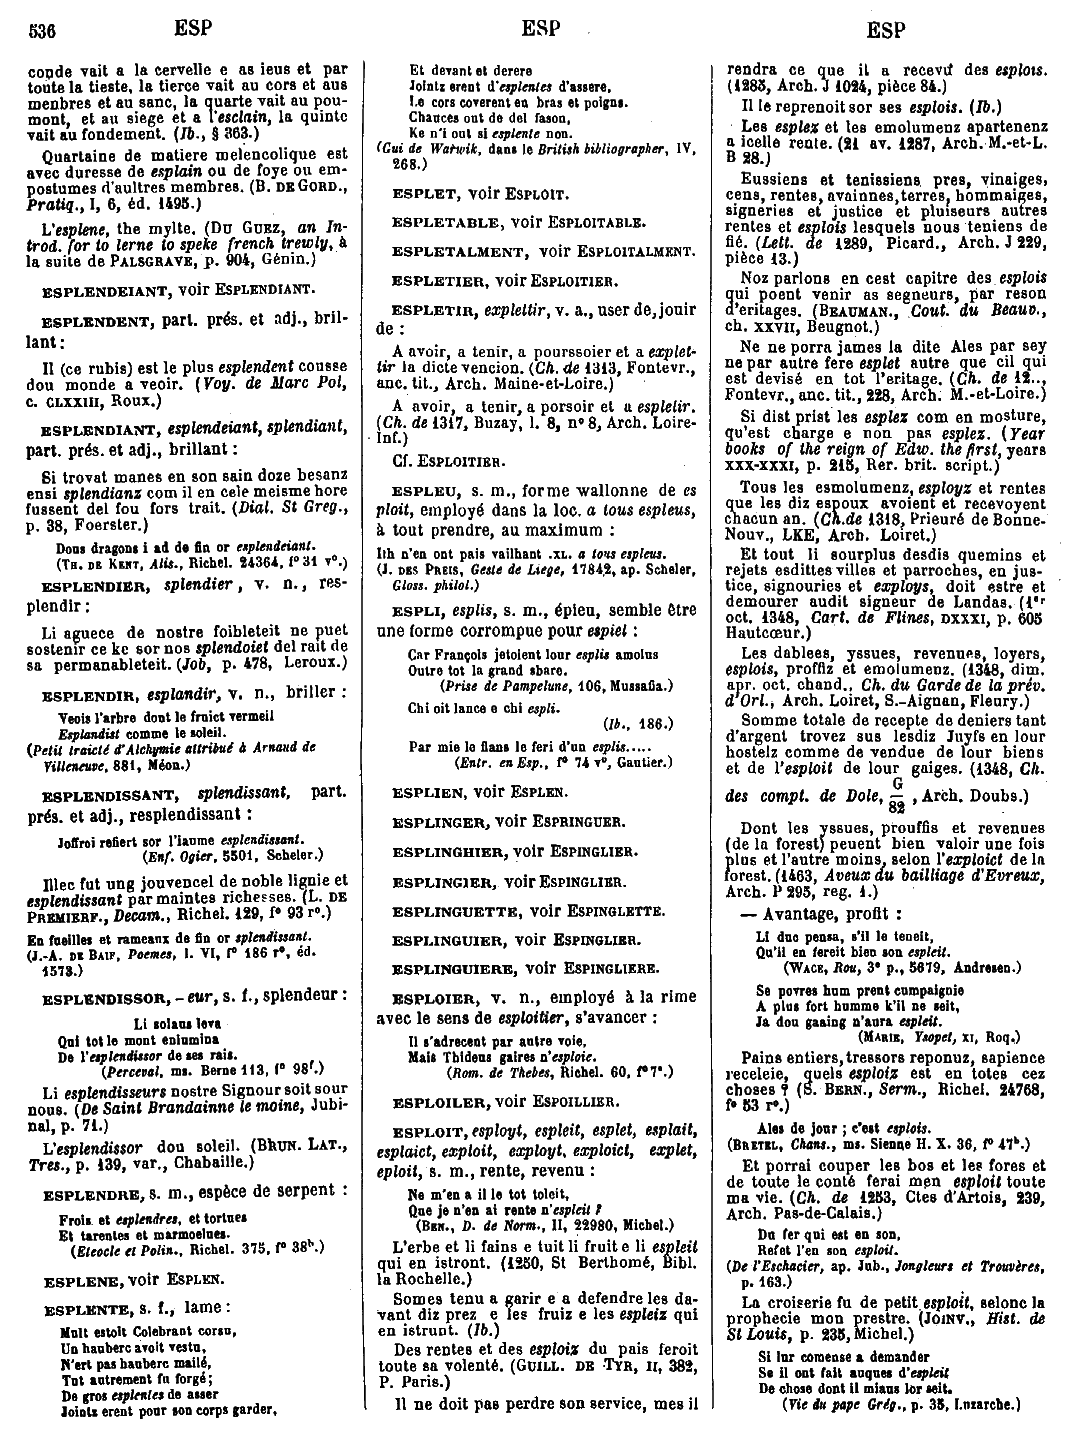 536 ESP ESP ESP
conde vait a la cervelle e as ieus et par
toute la tieste, la tierce vait au cors et aus
menbres et au sanc, la quarte vait au pou-
mont, et au siege et a l'esclain, la quinte
vait au fondement. (Ib., § 363.)
Quartaine de matiere melencolique est
avec duresse de esplain ou de foye ou em-
postumes d'aultres membres. (B. DE GORD.,
Pratiq., I, 6, éd. 1495.)
L'esplene, the mylte. (DU GUEZ, an In-
trod. for to lerne to speke french trewly, à
la suite de PALSGRAVE, p. 904, Génin.)
ESPLENDEIANT, voir ESPLENDIANT.
ESPLENDENT, part. prés. et adj., bril-
lant :
Il (ce rubis) est le plus esplendent cousse
dou monde a veoir. (Voy. de Marc Pol,
c. CLXXIII, Roux.)
ESPLENDIANT, esplendeiant, splendiant,
part. prés. et adj., brillant :
Si trovat manes en son sain doze besanz
ensi splendianz com il en cele meisme hore
fussent del fou fors trait. (Dial. St Greg.,
p. 38, Foerster.)
Dous dragons i ad de fin or esplendeiant.
(TH. DE KENT, Alis., Richel. 24364, f° 31 v°.)
ESPLENDIER, splendier, v. n., res-
plendir :
Li aguece de nostre foibleteit ne puet
sostenir ce ke sor nos splendoiet del rait de
sa permanableteit. (Job, p. 478, Leroux.)
ESPLENDIR, esplandir, v. n., briller :
Veois l'arbre dont le fruict vermeil
Esplandist comme le soleil.
(Petit traicté d'Alchymie attribué à Arnaud de
Villeneuve, 881, Méon.)
ESPLENDISSANT, splendissant, part.
prés. et adj., resplendissant :
Joffroi refiert sor l'iaume esplendissant.
(Enf. Ogier, 5501, Scheler.)
Illec fut ung jouvencel de noble lignie et
esplendissant par maintes richesses. (L. DE
PREMIERF., Decam., Richel. 129, f° 93 r°.)
En fueilles et rameaux de fin or splendissant.
(J.-A. DE BAIF, Poemes, l. VI, f° 186 r°, éd.
1573.)
ESPLENDISSOR, - eur, s. f., splendeur :
Li solaus leva
Qui tot le mont enlumina
De l'esplendissor de ses rais.
(Perceval, ms. Berne 113, f° 98f.)
Li esplendisseurs nostre Signour soit sour
nous. (De Saint Brandainne le moine, Jubi-
nal, p. 71.)
L'esplendissor dou soleil. (BRUN. LAT.,
Tres., p. 139, var., Chabaille.)
ESPLENDRE, s. m., espèce de serpent :
Frois et esplendres, et tortues
Et tarentes et marmoelnes.
(Eteocle et Polin., Richel. 375, f° 38b.)
ESPLENE, voir ESPLEN.
ESPLENTE, s. f., lame :
Mult estoit Colebrant corsu,
Un hauberc avoit vestu,
N'ert pas hauberc mailé,
Tut autrement fu forgé;
De gros esplentes de asser
Jointz erent pour son corps garder,
Et devant et derere
Jointz erent d'esplentes d'assere,
Le cors coverent en bras et poigns.
Chauces out de del fason,
Ke n'i out si esplente non.
(Gui de Warwik, dans le British bibliographer, IV,
268.)
ESPLET, voir ESPLOIT.
ESPLETABLE, voir ESPLOITABLE.
ESPLETALMENT, voir ESPLOITALMENT.
ESPLETIER, voir ESPLOITIER.
ESPLETIR, explettir, v. a., user de, jouir
de :
A avoir, a tenir, a pourssoier et a explet-
tir la dicte vencion. (Ch. de 1313, Fontevr.,
anc. tit., Arch. Maine-et-Loire.)
A avoir, a tenir, a porsoir et a espletir.
(Ch. de 1317, Buzay, l. 8, n° 8, Arch. Loire-
Inf.)
Cf. ESPLOITIER.
ESPLEU, s. m., forme wallonne de es
ploit, employé dans la loc. a tous espleus,
à tout prendre, au maximum :
Ilh n'en ont pais vailhant .XL. a tous espleus.
(J. DES PREIS, Geste de Liege, 17842, ap. Scheler,
Gloss. philol.)
ESPLI, esplis, s. m., épieu, semble être
une forme corrompue pour espiel :
Car François jetoient lour esplis amolus
Outre tot la grand sbare.
(Prise de Pampelune, 106, Mussafia.)
Chi oit lance e chi espli.
(Ib., 186.)
Par mie le flans le feri d'un esplis.....
(Entr. en Esp., f° 74 v°, Gautier.)
ESPLIEN, voir ESPLEN.
ESPLINGER, voir ESPRINGUER.
ESPLINGHIER, voir ESPINGLIER.
ESPLINGIER, voir ESPINGLIER.
ESPLINGUETTE, voir ESPINGLETTE.
ESPLINGUIER, voir ESPINGLIER.
ESPLINGUIERE, voir ESPINGLIERE.
ESPLOIER, v. n., employé à la rime
avec le sens de esploitier, s'avancer :
Il s'adrecent par autre voie,
Mais Thideus gaires n'esploie.
(Rom. de Thebes, Richel. 60, f° 7°.)
ESPLOILER, voir ESPOILLIER.
ESPLOIT, esployt, espleit, esplet, esplait,
esplaict, exploit, exployt, exploict, explet,
eploit, s. m., rente, revenu :
Ne m'en a il le tot toleit,
Que je n'en ai rente n'espleit ?
(BEN., D. de Norm., II, 22980, Michel.)
L'erbe et li fains e tuit li fruit e li espleit
qui en istront. (1250, St Berthomé, Bibl.
la Rochelle.)
Somes tenu a garir e a defendre les da-
vant diz prez e les fruiz e les espleiz qui
en istrunt. (Ib.)
Des rentes et des esploiz du pais feroit
toute sa volenté. (GUILL. DE TYR, II, 382,
P. Paris.)
Il ne doit pas perdre son service, mes il
rendra ce que il a receu des esplois.
(1285, Arch. J 1024, pièce 84.)
Il le reprenoit sor ses esplois. (Ib.)
Les esplez et les emolumenz apartenenz
a icelle rente. (21 av. 1287, Arch. M.-et-L.
B 28.)
Eussiens et tenissiens pres, vinaiges,
cens, rentes, avainnes, terres, hommaiges,
signeries et justice et pluiseurs autres
rentes et esplois lesquels nous teniens de
fié. (Lett. de 1289, Picard., Arch. J 229,
pièce 13.)
Noz parlons en cest capitre des esplois
qui poent venir as segneurs, par reson
d'eritages. (BEAUMAN., Cout. du Beauv.,
ch. XXVII, Beugnot.)
Ne ne porra james la dite Ales par sey
ne par autre fere esplet autre que cil qui
est devisé en tot l'eritage. (Ch. de 12..,
Fontevr., anc. tit., 228, Arch. M.-et-Loire.)
Si dist prist les esplez com en mosture,
qu'est charge e non pas esplez. (Year
books of the reign of Edw. the first, years
XXX-XXXI, p. 215, Rer. brit. script.)
Tous les esmolumenz, esployz et rentes
que les diz espoux avoient et recevoyent
chacun an. (Ch. de 1318, Prieuré de Bonne-
Nouv., LKE, Arch. Loiret.)
Et tout li sourplus desdis quemins et
rejets esdittes villes et parroches, en jus-
tice, signouries et exploys, doit estre et
demourer audit signeur de Landas. (1er
oct. 1348, Cart. de Flines, DXXXI, p. 605
Hautcœur.)
Les dablees, yssues, revenues, loyers,
esplois, proffiz et emolumenz. (1348, dim.
apr. oct. chand., Ch. du Garde de la prév.
d'Orl., Arch. Loiret, S.-Aignan, Fleury.)
Somme totale de recepte de deniers tant
d'argent trovez sus lesdiz Juyfs en lour
hostelz comme de vendue de lour biens
et de l'esploit de lour gaiges. (1348, Ch.
des compt. de Dole, G/82, Arch. Doubs.)
Dont les yssues, prouffis et revenues
(de la forest) peuent bien valoir une fois
plus et l'autre moins, selon l'exploict de la
forest. (1463, Aveux du bailliage d'Evreux,
Arch. P 295, reg. 1.)
— Avantage, profit :
Li duc pensa, s'il le teneit,
Qu'il en fereit bien son espleit.
(WACE, Rou, 3e p., 5679, Andresen.)
Se povres hum prent cumpaignie
A plus fort humme k'il ne seit,
Ja dou gaaing n'aura espleit.
(MARIE, Ysopet, XI, Roq.)
Pains entiers, tressors reponuz, sapience
receleie, quels esploiz est en totes cez
choses ? (S. BERN., Serm., Richel. 24768,
f° 53 r°.)
Ales de jour ; c'est esplois.
(BRETEL, Chans., ms. Sienne H. X. 36, f° 47b.)
Et porrai couper les bos et les fores et
de toute le conté ferai men esploit toute
ma vie. (Ch. de 1253, Ctes d'Artois, 239,
Arch. Pas-de-Calais.)
Du fer qui est en son,
Refet l'en son esploit.
(De l'Eschacier, ap. Jub., Jongleurs et Trouvères,
p. 163.)
La croiserie fu de petit esploit, selonc la
prophecie mon prestre. (JOINV., Hist. de
St Louis, p. 235, Michel.)
Si lur comense a demander
Se il ont fait auques d'espleit
De chose dont il miaus lor seit.
(Vie du pape Grég., p. 35, Luzarche.)